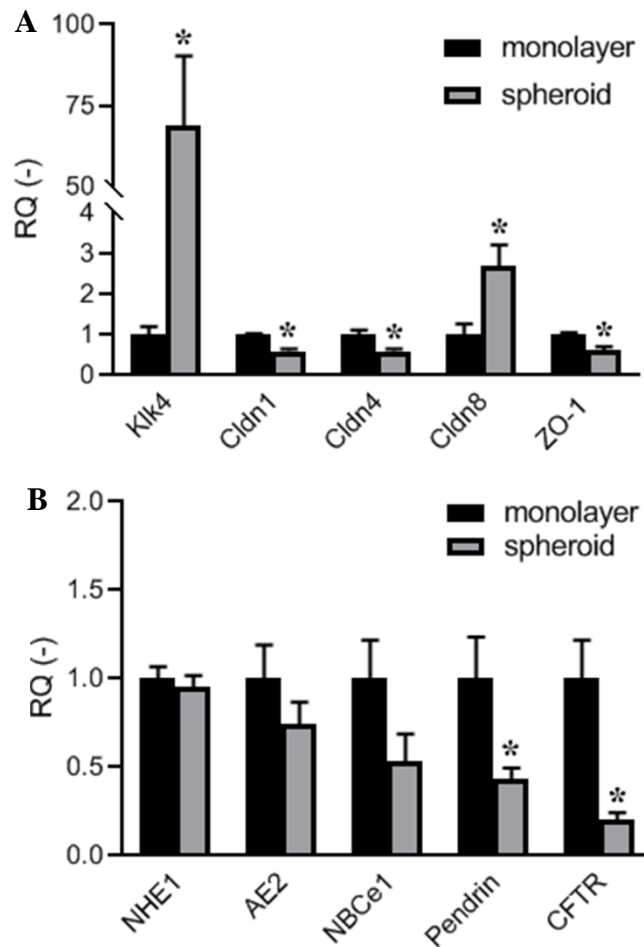 A
100
75
50
4
3
2
1
0
RQ (-)
monolayer
spheroid
*
*
*
*
*
Klk4
Cldn1
Cldn4
Cldn8
ZO-1
B
2.0
1.5
1.0
0.5
0.0
RQ (-)
monolayer
spheroid
*
*
NHE1
AE2
NBCe1
Pendrin
CFTR